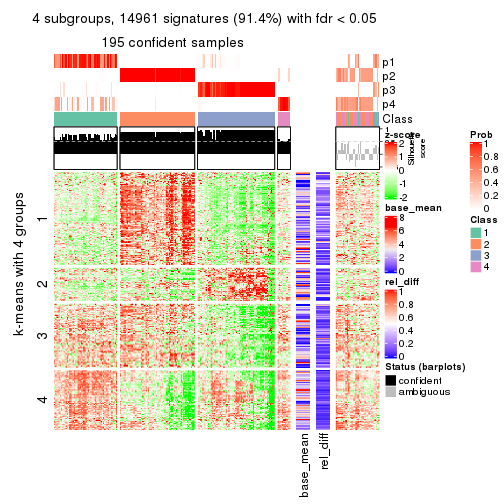 4 subgroups, 14961 signatures (91.4%) with fdr < 0.05
195 confident samples
p1
p2
p3
p4
Class
1
Silhouette
score
z-score
2
1
0
-1
-2
base_mean
8
6
4
2
0
rel_diff
1
0.8
0.6
0.4
0.2
0
Status (barplots)
confident
ambiguous
Prob
1
0.8
0.6
0.4
0.2
0
Class
1
2
3
4
k-means with 4 groups
1
2
3
4
base_mean
rel_diff